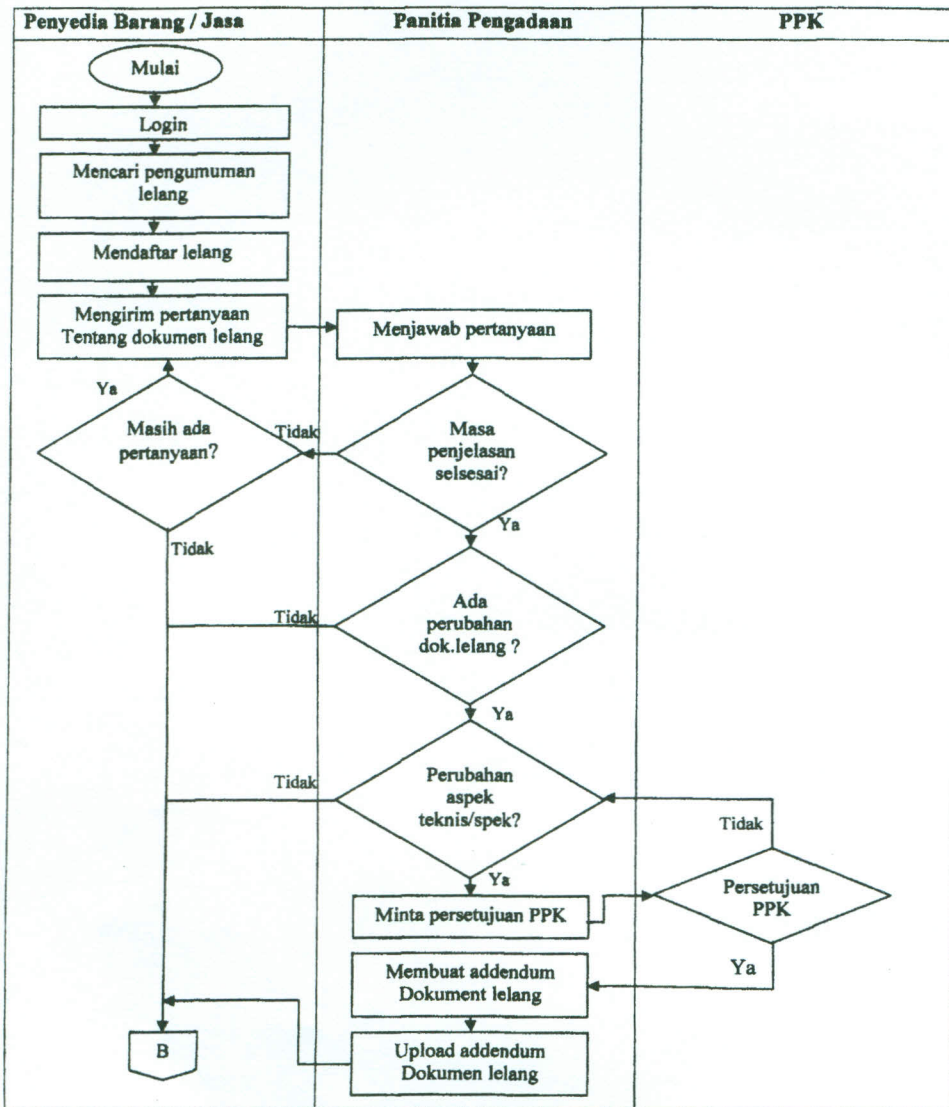 Penyedia Barang / Jasa
Panitia Pengadaan
PPK
Mulai
Login
Mencari pengumuman
lelang
Mendaftar lelang
Mengirim pertanyaan
Tentang dokumen lelang
Menjawab pertanyaan
Ya
Masih ada
pertanyaan?
Tidak
Masa
penjelasan
selsesai?
Ya
Tidak
Ada
perubahan
dok.lelang ?
Tidak
Ya
Perubahan
aspek
teknis/spek?
Tidak
Tidak
Ya
Minta persetujuan PPK
Persetujuan
PPK
Ya
Membuat addendum
Dokument lelang
Upload addendum
Dokumen lelang
B